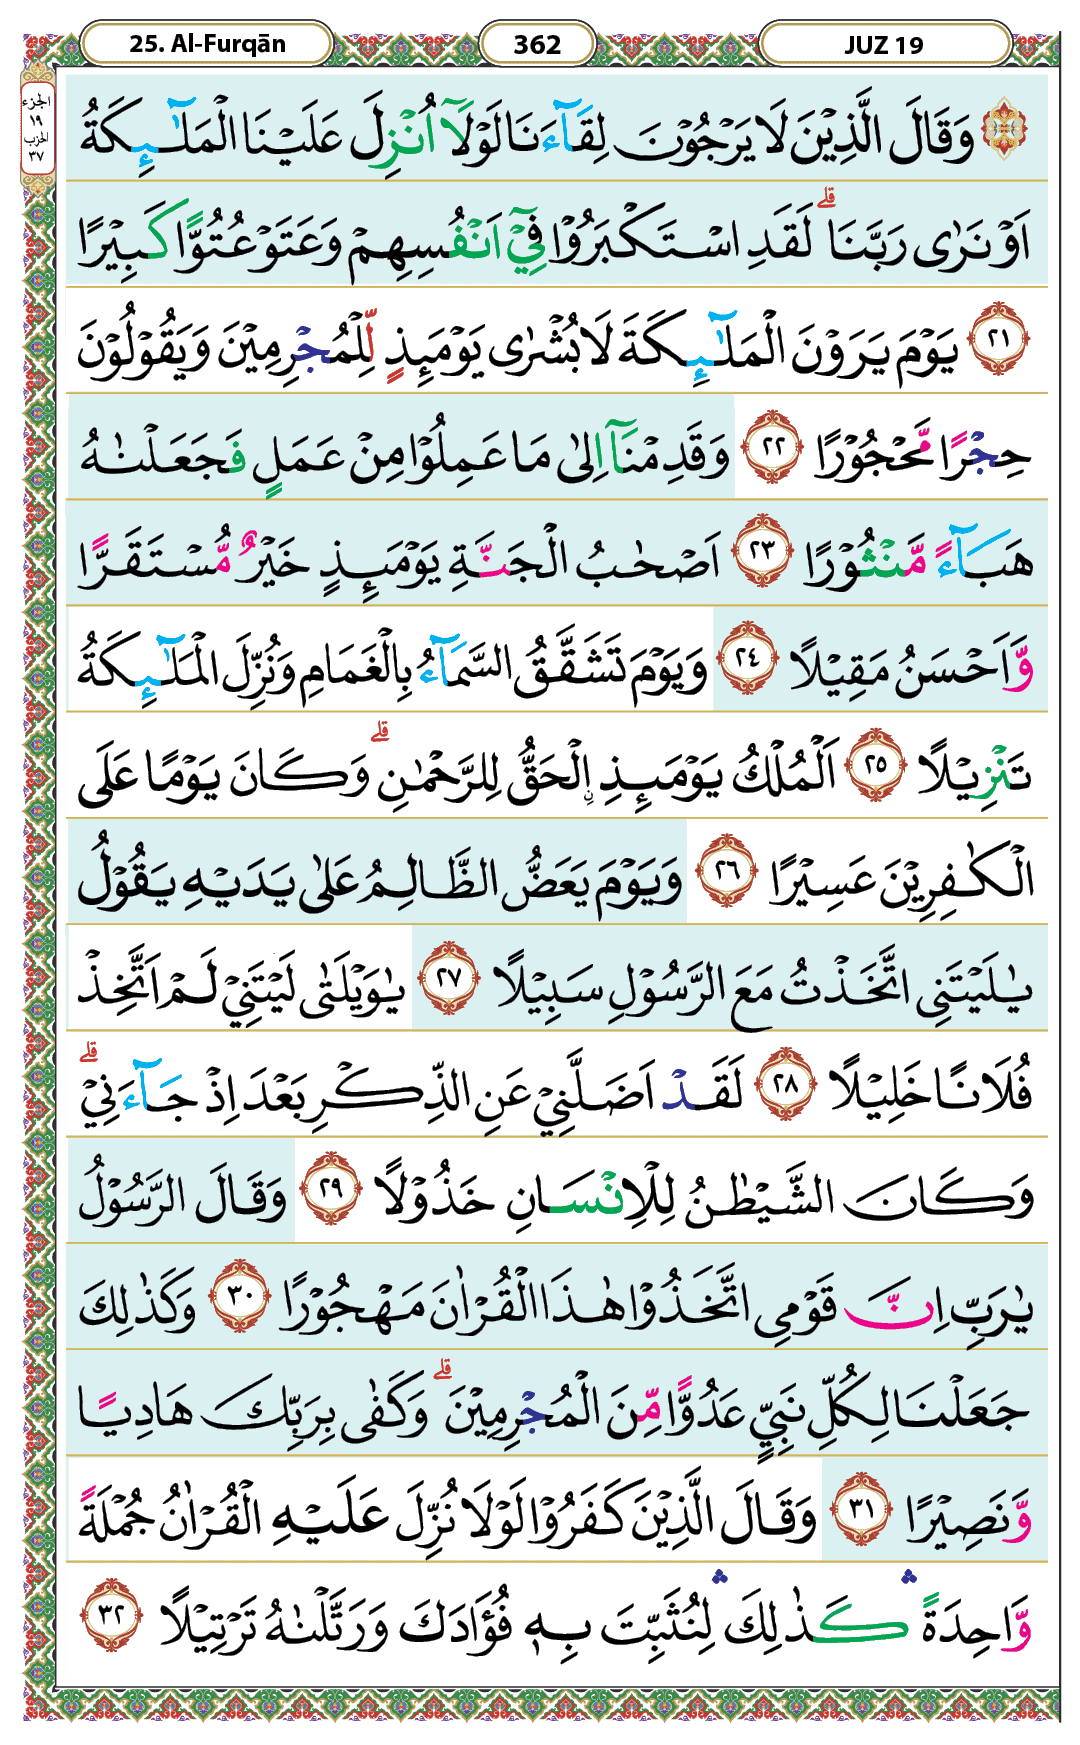 25. Al-Furqān
362
JUZ 19
الجزء
١٩
الحزب
٣٧
وَقَالَ الَّذِيْنَ لَا يَرْجُوْنَ لِقَآءَنَا لَوْلَآ اُنْزِلَ عَلَيْنَا الْمَلٰٓىِٕكَةُ
اَوْ نَرٰى رَبَّنَا ۗ لَقَدِ اسْتَكْبَرُوْا فِيْٓ اَنْفُسِهِمْ وَعَتَوْ عُتُوًّا كَبِيْرًا
٢١ يَوْمَ يَرَوْنَ الْمَلٰٓىِٕكَةَ لَا بُشْرٰى يَوْمَىِٕذٍ لِّلْمُجْرِمِيْنَ وَيَقُوْلُوْنَ
حِجْرًا مَّحْجُوْرًا ٢٢ وَقَدِمْنَآ اِلٰى مَا عَمِلُوْا مِنْ عَمَلٍ فَجَعَلْنٰهُ
هَبَاۤءً مَّنْثُوْرًا ٢٣ اَصْحٰبُ الْجَنَّةِ يَوْمَىِٕذٍ خَيْرٌ مُّسْتَقَرًّا
وَّاَحْسَنُ مَقِيْلًا ٢٤ وَيَوْمَ تَشَقَّقُ السَّمَاۤءُ بِالْغَمَامِ وَنُزِّلَ الْمَلٰٓىِٕكَةُ
تَنْزِيْلًا ٢٥ اَلْمُلْكُ يَوْمَىِٕذِ ِۨالْحَقُّ لِلرَّحْمٰنِ ۗ وَكَانَ يَوْمًا عَلَى
الْكٰفِرِيْنَ عَسِيْرًا ٢٦ وَيَوْمَ يَعَضُّ الظَّالِمُ عَلٰى يَدَيْهِ يَقُوْلُ
يٰلَيْتَنِى اتَّخَذْتُ مَعَ الرَّسُوْلِ سَبِيْلًا ٢٧ يٰوَيْلَتٰى لَيْتَنِيْ لَمْ اَتَّخِذْ
فُلَانًا خَلِيْلًا ٢٨ لَقَدْ اَضَلَّنِيْ عَنِ الذِّكْرِ بَعْدَ اِذْ جَاۤءَنِيْ ۗ
وَكَانَ الشَّيْطٰنُ لِلْاِنْسَانِ خَذُوْلًا ٢٩ وَقَالَ الرَّسُوْلُ
يٰرَبِّ اِنَّ قَوْمِى اتَّخَذُوْا هٰذَا الْقُرْاٰنَ مَهْجُوْرًا ٣٠ وَكَذٰلِكَ
جَعَلْنَا لِكُلِّ نَبِيٍّ عَدُوًّا مِّنَ الْمُجْرِمِيْنَ ۗ وَكَفٰى بِرَبِّكَ هَادِيًا
وَّنَصِيْرًا ٣١ وَقَالَ الَّذِيْنَ كَفَرُوْا لَوْلَا نُزِّلَ عَلَيْهِ الْقُرْاٰنُ جُمْلَةً
وَّاحِدَةً ۛ كَذٰلِكَ ۛ لِنُثَبِّتَ بِهٖ فُؤَادَكَ وَرَتَّلْنٰهُ تَرْتِيْلًا ٣٢